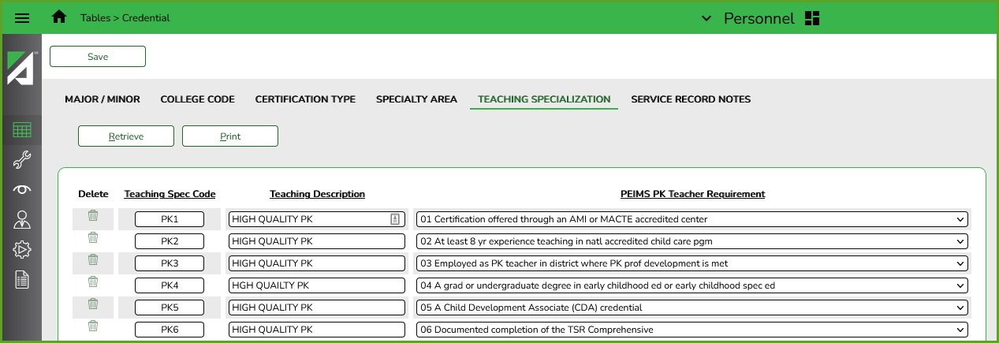 Tables > Credential
Personnel
Save
MAJOR / MINOR COLLEGE CODE CERTIFICATION TYPE SPECIALTY AREA TEACHING SPECIALIZATION SERVICE RECORD NOTES
Retrieve Print
Delete Teaching Spec Code Teaching Description PEIMS PK Teacher Requirement
PK1 HIGH QUALITY PK 01 Certification offered through an AMI or MACTE accredited center
PK2 HIGH QUALITY PK 02 At least 8 yr experience teaching in natl accredited child care pgm
PK3 HIGH QUALITY PK 03 Employed as PK teacher in district where PK prof development is met
PK4 HGH QUAILTY PK 04 A grad or undergraduate degree in early childhood ed or early childhood spec ed
PK5 HIGH QUALITY PK 05 A Child Development Associate (CDA) credential
PK6 HIGH QUALITY PK 06 Documented completion of the TSR Comprehensive